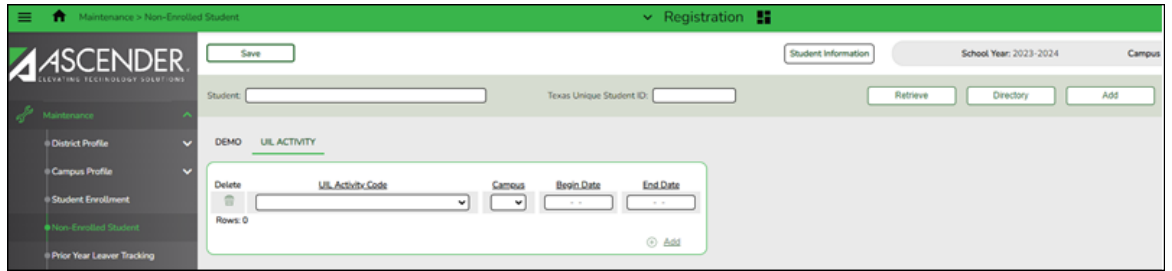 Maintenance > Non-Enrolled Student
Registration
ASCENDER
ELEVATING TECHNOLOGY SOLUTIONS
Save
Student Information
School Year: 2023-2024
Campus
Student:
Texas Unique Student ID:
Retrieve
Directory
Add
Maintenance
District Profile
Campus Profile
Student Enrollment
Non-Enrolled Student
Prior Year Leaver Tracking
DEMO
UIL ACTIVITY
Delete
UIL Activity Code
Campus
Begin Date
End Date
- -
- -
Rows: 0
Add